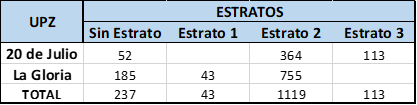 UPZ ESTRATOS
Sin Estrato Estrato 1 Estrato 2 Estrato 3
20 de Julio 52 364 113
La Gloria 185 43 755
TOTAL 237 43 1119 113